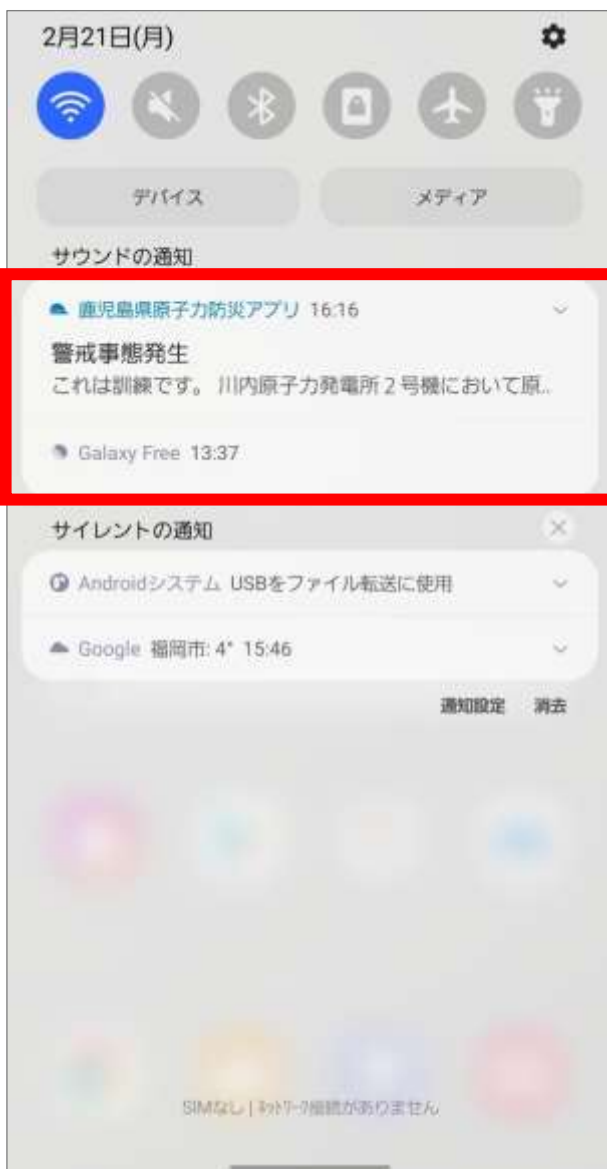 2月21日(月)
デバイス
メディア
サウンドの通知
鹿児島県原子力防災アプリ 16:16
警戒事態発生
これは訓練です。 川内原子力発電所２号機において原..
Galaxy Free 13:37
サイレントの通知
Androidシステム USBをファイル転送に使用
Google 福岡市: 4° 15:46
通知設定 消去
SIMなし | ﾈｯﾄﾜｰｸ接続がありません